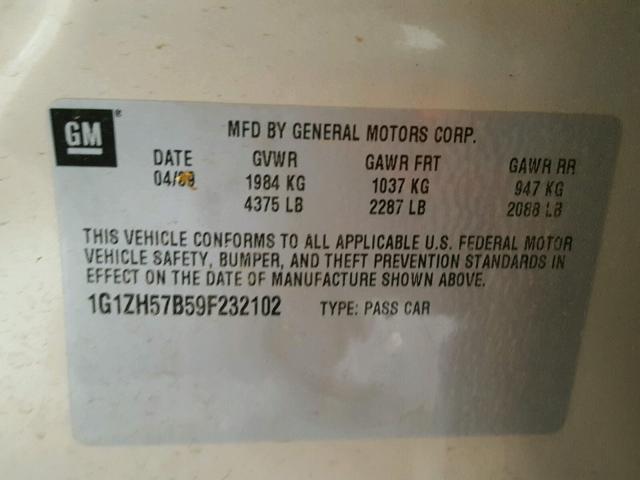 GM®
MFD BY GENERAL MOTORS CORP.
DATE GVWR GAWR FRT GAWR RR
04/09 1984 KG 1037 KG 947 KG
4375 LB 2287 LB 2088 LB
THIS VEHICLE CONFORMS TO ALL APPLICABLE U.S. FEDERAL MOTOR
VEHICLE SAFETY, BUMPER, AND THEFT PREVENTION STANDARDS IN
EFFECT ON THE DATE OF MANUFACTURE SHOWN ABOVE.
1G1ZH57B59F232102 TYPE: PASS CAR